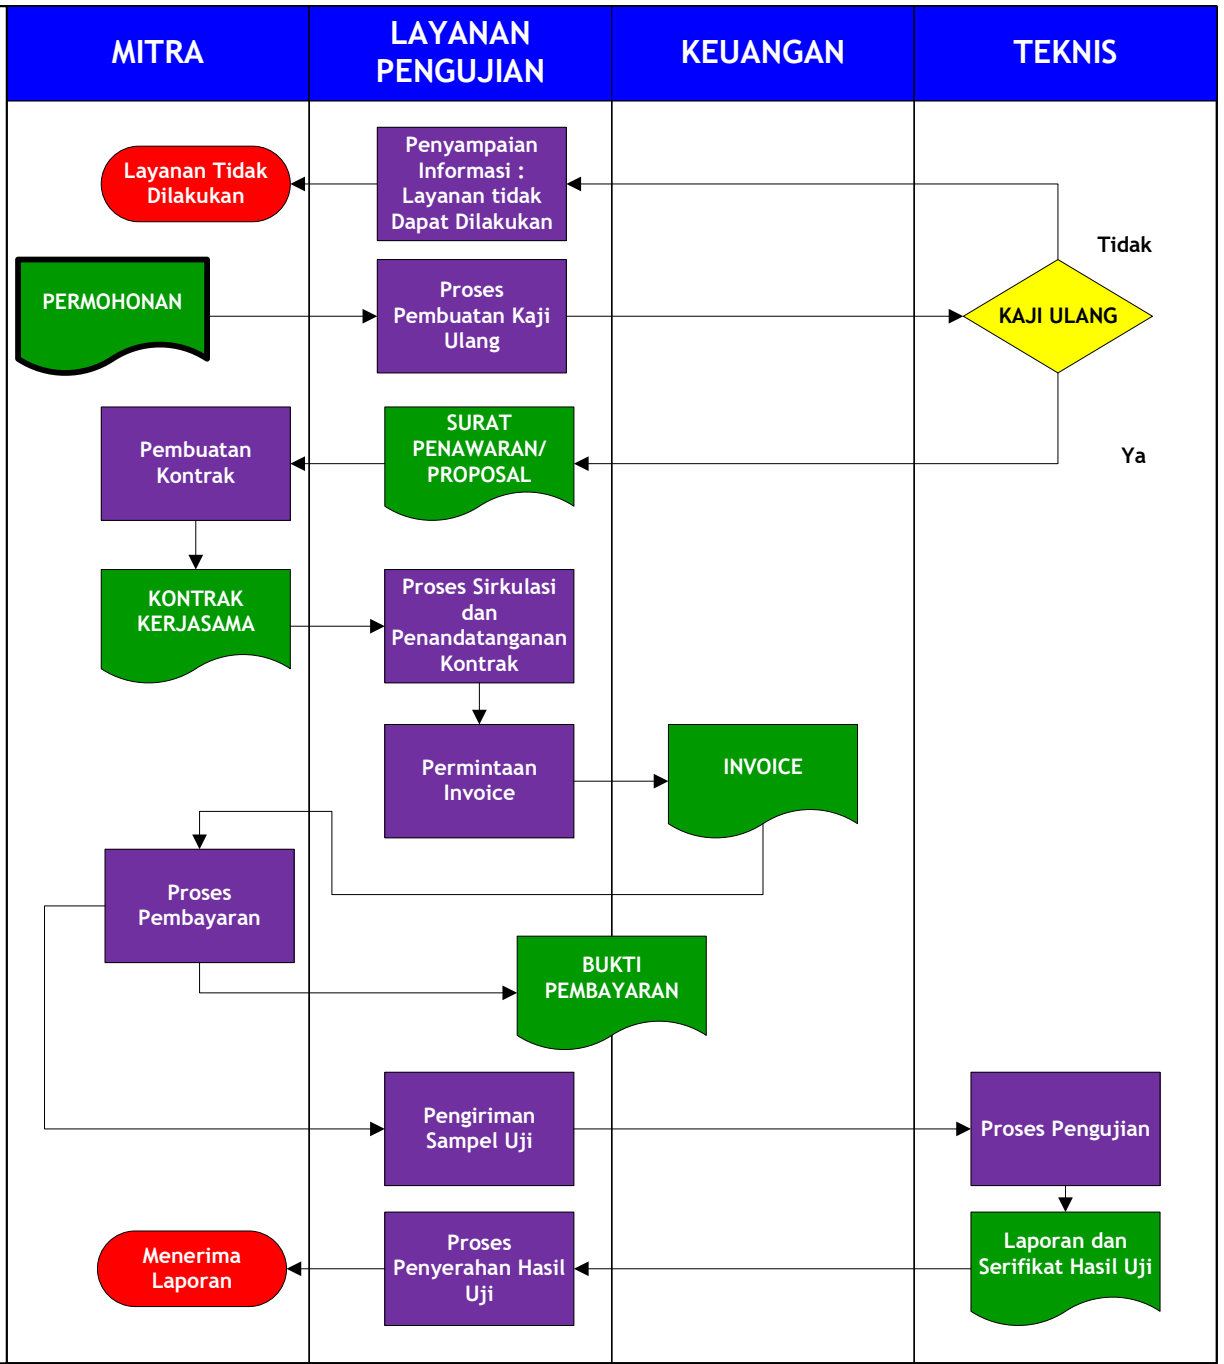 MITRA
LAYANAN
PENGUJIAN
KEUANGAN
TEKNIS
Layanan Tidak
Dilakukan
Penyampaian
Informasi :
Layanan tidak
Dapat Dilakukan
Tidak
PERMOHONAN
Proses
Pembuatan Kaji
Ulang
KAJI ULANG
Pembuatan
Kontrak
SURAT
PENAWARAN/
PROPOSAL
Ya
KONTRAK
KERJASAMA
Proses Sirkulasi
dan
Penandatanganan
Kontrak
Permintaan
Invoice
INVOICE
Proses
Pembayaran
BUKTI
PEMBAYARAN
Pengiriman
Sampel Uji
Proses Pengujian
Menerima
Laporan
Proses
Penyerahan Hasil
Uji
Laporan dan
Serifikat Hasil Uji